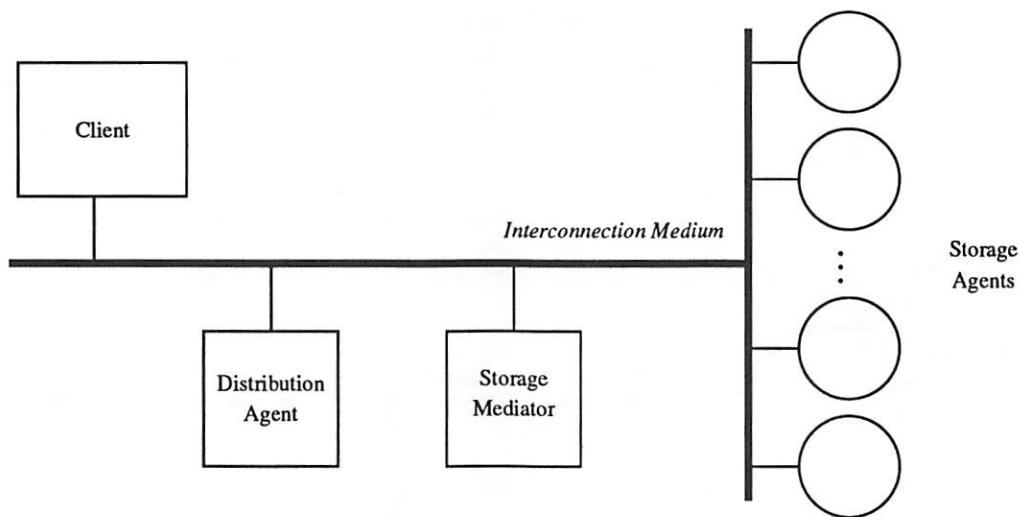 Client
Interconnection Medium
Storage
Agents
Distribution
Agent
Storage
Mediator